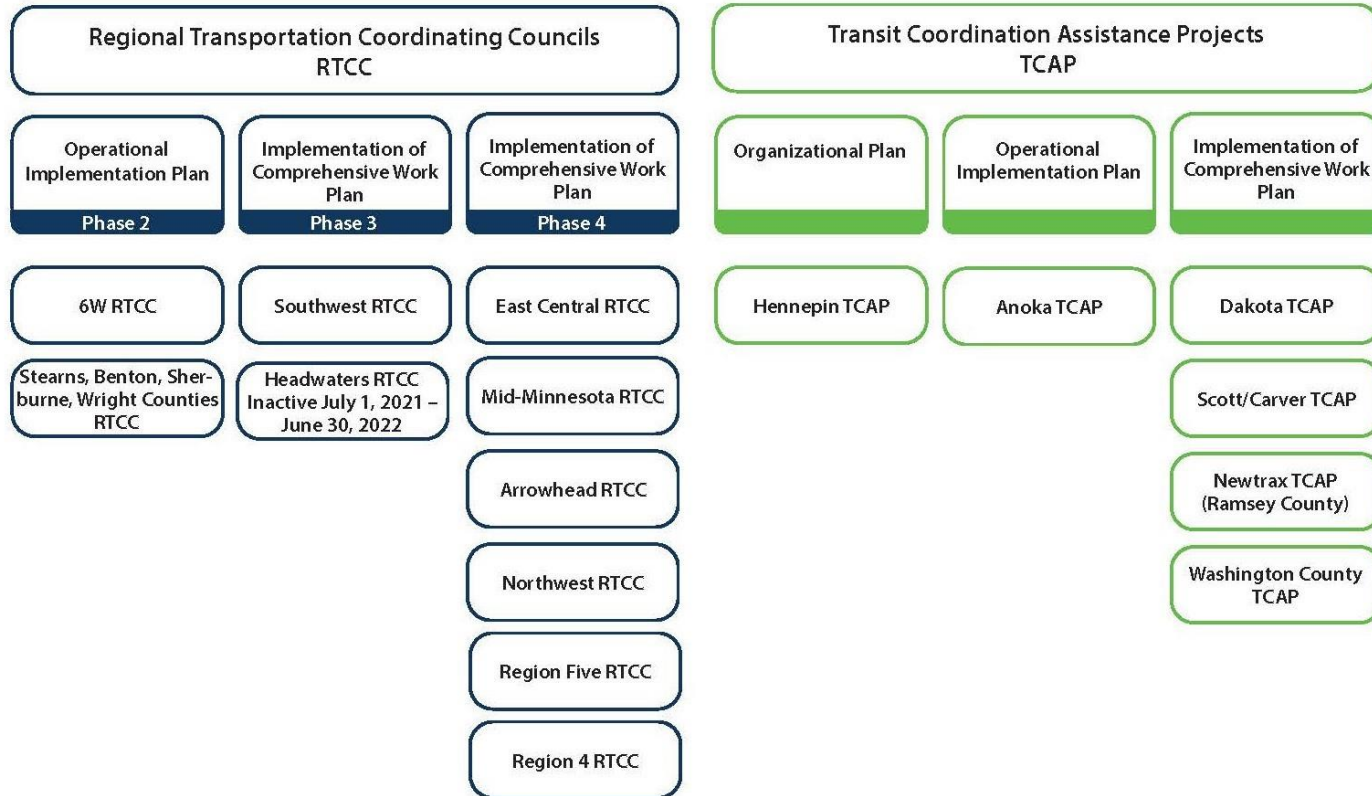 Regional Transportation Coordinating Councils
RTCC
Operational
Implementation Plan
Phase 2
Implementation of
Comprehensive Work
Plan
Phase 3
Implementation of
Comprehensive Work
Plan
Phase 4
6W RTCC
Stearns, Benton, Sher-
burne, Wright Counties
RTCC
Southwest RTCC
Headwaters RTCC
Inactive July 1, 2021 –
June 30, 2022
East Central RTCC
Mid-Minnesota RTCC
Arrowhead RTCC
Northwest RTCC
Region Five RTCC
Region 4 RTCC
Transit Coordination Assistance Projects
TCAP
Organizational Plan
Operational
Implementation Plan
Implementation of
Comprehensive Work
Plan
Hennepin TCAP
Anoka TCAP
Dakota TCAP
Scott/Carver TCAP
Newtrax TCAP
(Ramsey County)
Washington County
TCAP